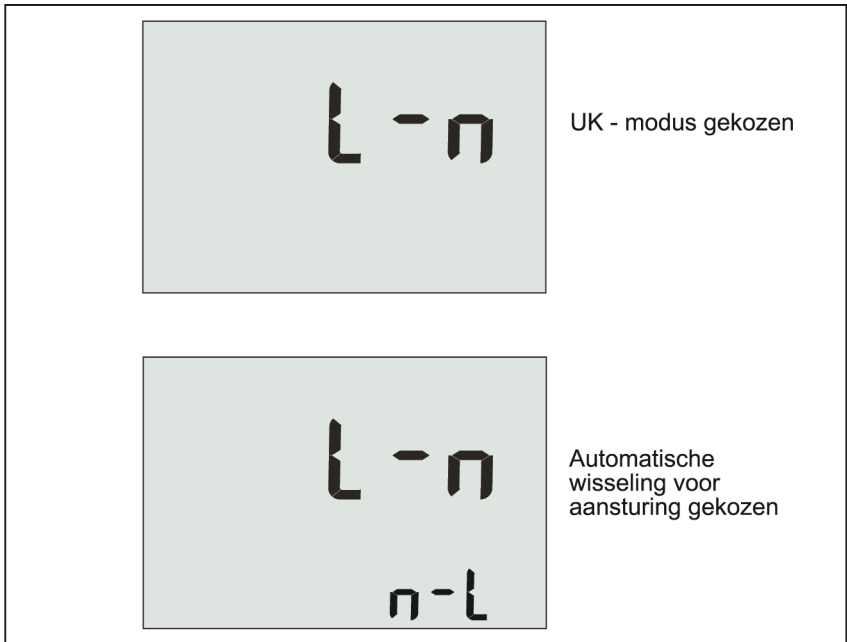 L-n
UK - modus gekozen
L-n
n-L
Automatische
wisseling voor
aansturing gekozen